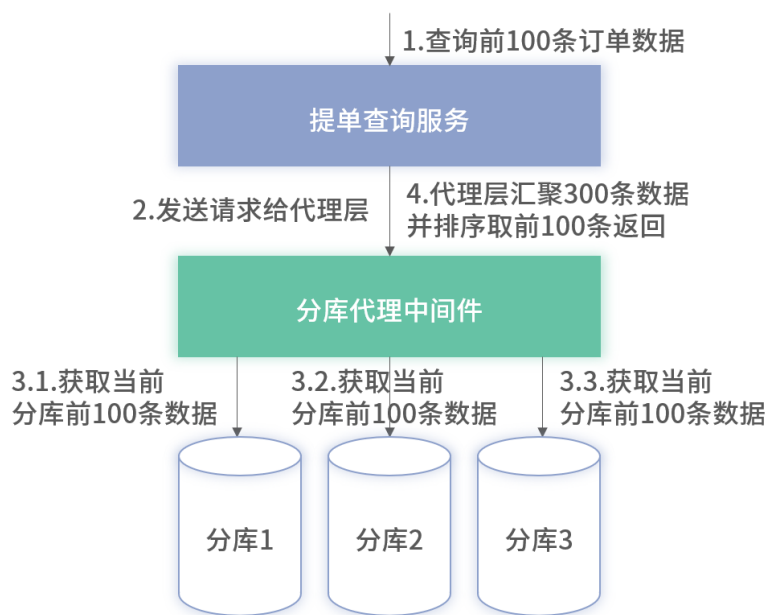 1.查询前100条订单数据
提单查询服务
2.发送请求给代理层
4.代理层汇聚300条数据
并排序取前100条返回
分库代理中间件
3.1.获取当前
分库前100条数据
3.2.获取当前
分库前100条数据
3.3.获取当前
分库前100条数据
分库1
分库2
分库3